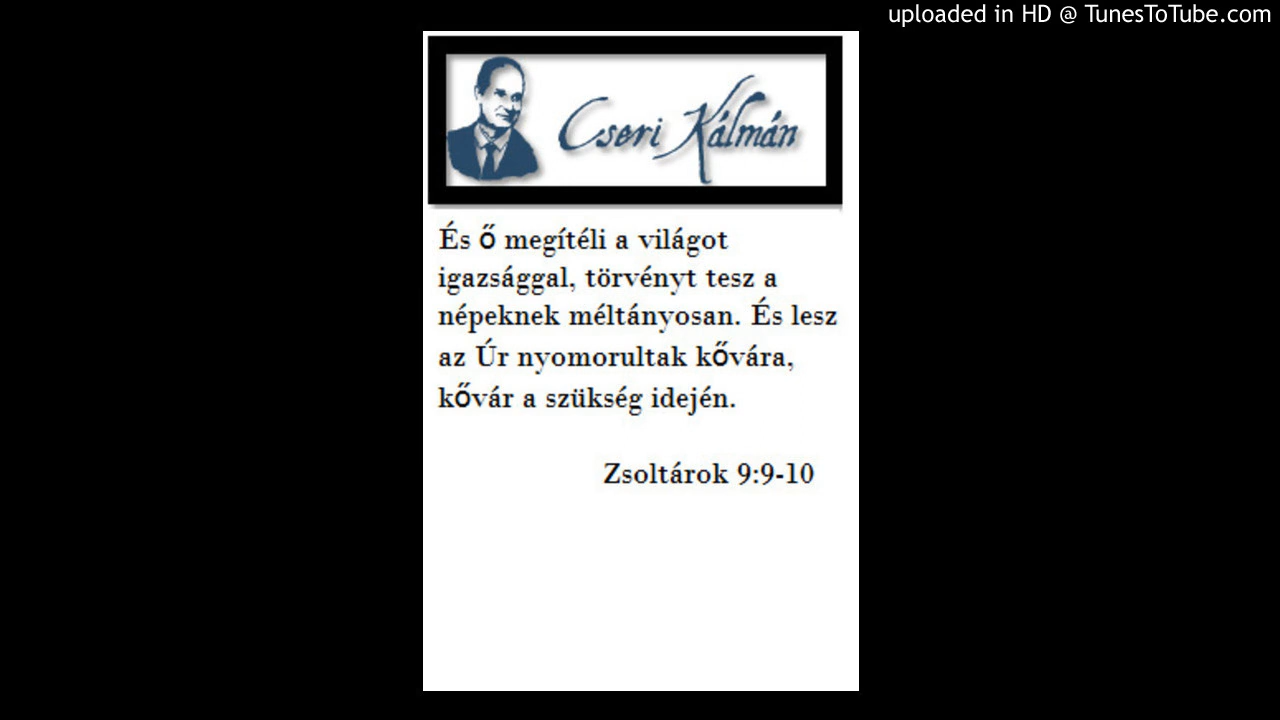 uploaded in HD @ TunesToTube.com
Cseri Kálmán
És ő megítéli a világot
igazsággal, törvényt tesz a
népeknek méltányosan. És lesz
az Úr nyomorultak kővára,
kővár a szükség idején.
Zsoltárok 9:9-10